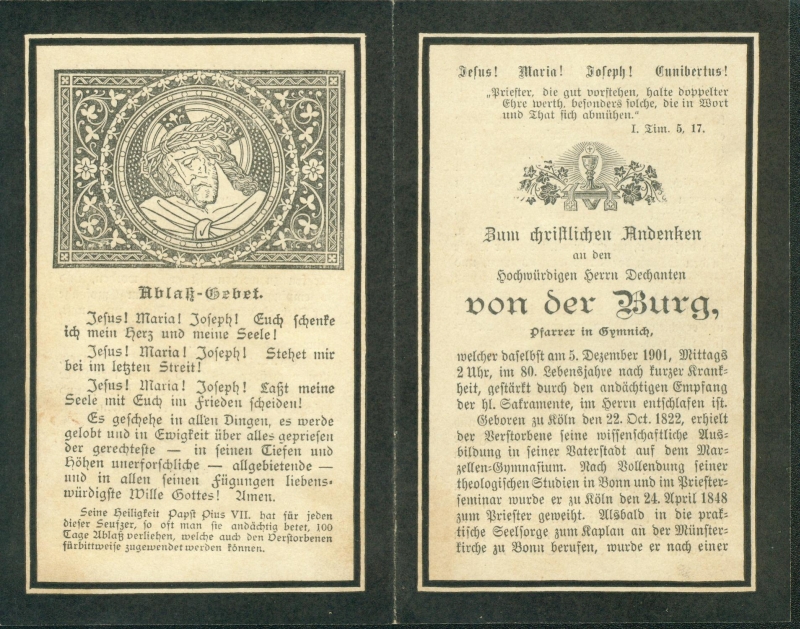 Ablaß-Gebet.
Jesus! Maria! Joseph! Euch schenke
ich mein Herz und meine Seele!
Jesus! Maria! Joseph! Stehet mir
bei im letzten Streit!
Jesus! Maria! Joseph! Laßt meine
Seele mit Euch im Frieden scheiden!
Es geschehe in allen Dingen, es werde
gelobt und in Ewigkeit über alles gepriesen
der gerechteste — in seinen Tiefen und
Höhen unerforschliche — allgebietende —
und in allen seinen Fügungen liebens-
würdigste Wille Gottes! Amen.
Seine Heiligkeit Papst Pius VII. hat für jeden
dieser Seufzer, so oft man sie andächtig betet, 100
Tage Ablaß verliehen, welche auch den Verstorbenen
fürbittweise zugewendet werden können.
Jesus! Maria! Joseph! Cunibertus!
„Priester, die gut vorstehen, halte doppelter
Ehre werth, besonders solche, die in Wort
und That sich abmühen.“
I. Tim. 5, 17.
Zum christlichen Andenken
an den
Hochwürdigen Herrn Dechanten
von der Burg,
Pfarrer in Gymnich,
welcher daselbst am 5. Dezember 1901, Mittags
2 Uhr, im 80. Lebensjahre nach kurzer Krank-
heit, gestärkt durch den andächtigen Empfang
der hl. Sakramente, im Herrn entschlafen ist.
Geboren zu Köln den 22. Oct. 1822, erhielt
der Verstorbene seine wissenschaftliche Aus-
bildung in seiner Vaterstadt auf dem Mar-
zellen-Gymnasium. Nach Vollendung seiner
theologischen Studien in Bonn und im Priester-
seminar wurde er zu Köln den 24. April 1848
zum Priester geweiht. Alsbald in die prak-
tische Seelsorge zum Kaplan an der Münster-
kirche zu Bonn berufen, wurde er nach einer